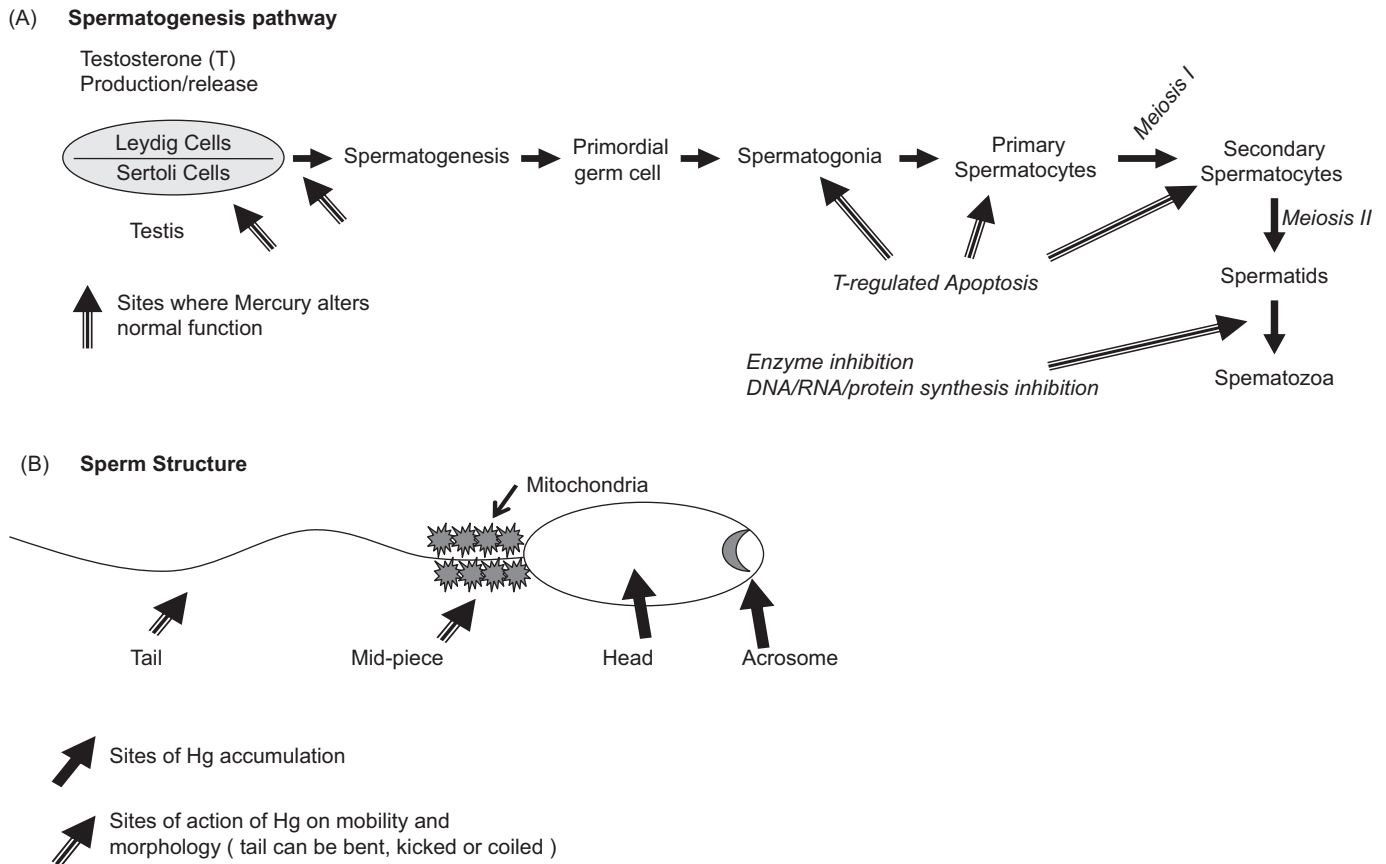 (A) Spermatogenesis pathway
Testosterone (T)
Production/release
Leydig Cells
Sertoli Cells
Testis
Spermatogenesis
Primordial
germ cell
Spermatogonia
Primary
Spermatocytes
Meiosis I
Secondary
Spermatocytes
Meiosis II
T-regulated Apoptosis
Spermatids
Sites where Mercury alters
normal function
Enzyme inhibition
DNA/RNA/protein synthesis inhibition
Spematozoa
(B) Sperm Structure
Mitochondria
Tail
Mid-piece
Head
Acrosome
Sites of Hg accumulation
Sites of action of Hg on mobility and
morphology ( tail can be bent, kicked or coiled )